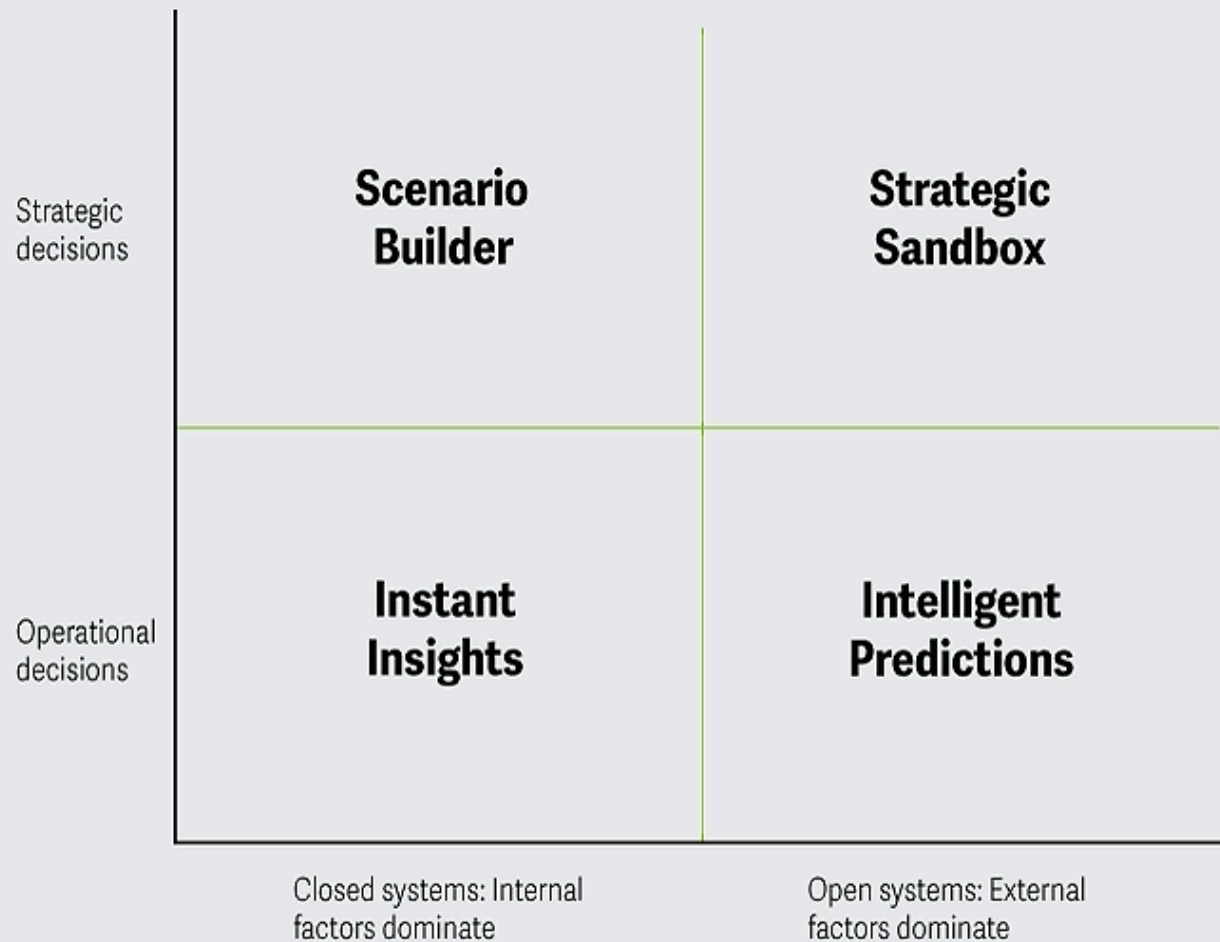 Strategic
decisions
Scenario
Builder
Strategic
Sandbox
Operational
decisions
Instant
Insights
Intelligent
Predictions
Closed systems: Internal
factors dominate
Open systems: External
factors dominate